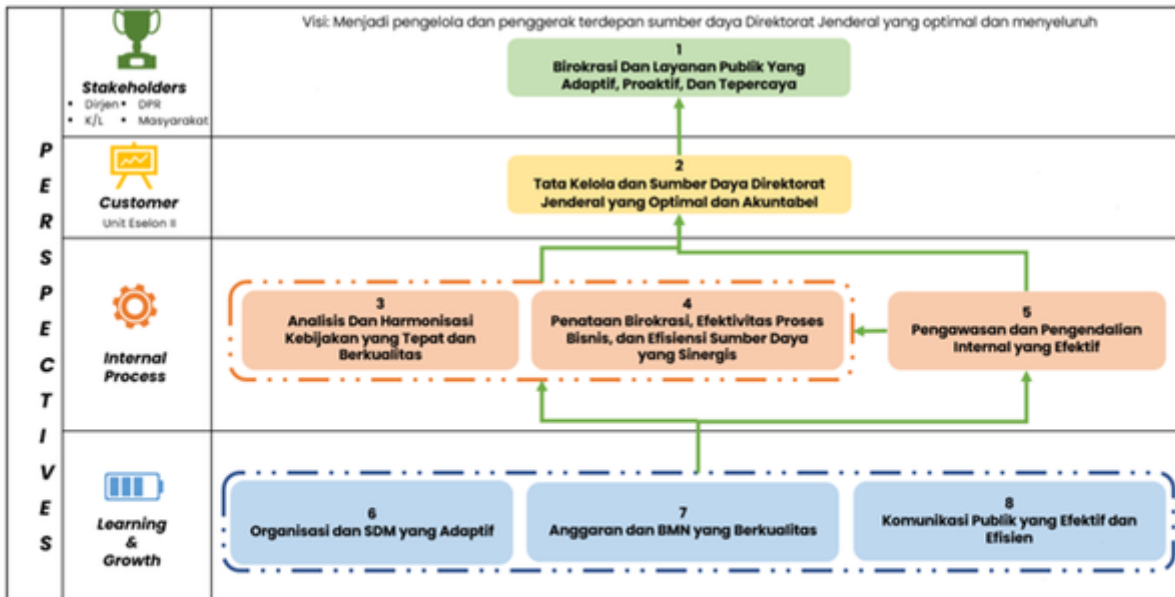 Visi: Menjadi pengelola dan penggerak terdepan sumber daya Direktorat Jenderal yang optimal dan menyeluruh
PERSPECTIVES
Stakeholders
• Dirjen • DPR
• K/L • Masyarakat
1
Birokrasi Dan Layanan Publik Yang
Adaptif, Proaktif, Dan Tepercaya
Customer
Unit Eselon II
2
Tata Kelola dan Sumber Daya Direktorat
Jenderal yang Optimal dan Akuntabel
Internal
Process
3
Analisis Dan Harmonisasi
Kebijakan yang Tepat dan
Berkualitas
4
Penataan Birokrasi, Efektivitas Proses
Bisnis, dan Efisiensi Sumber Daya
yang Sinergis
5
Pengawasan dan Pengendalian
Internal yang Efektif
Learning
&
Growth
6
Organisasi dan SDM yang Adaptif
7
Anggaran dan BMN yang Berkualitas
8
Komunikasi Publik yang Efektif dan
Efisien